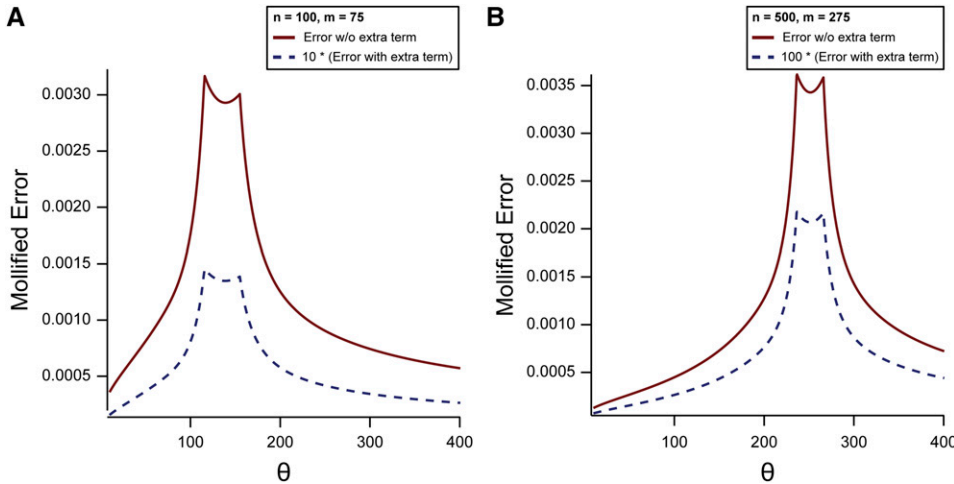 A
n = 100, m = 75
Error w/o extra term
10 * (Error with extra term)
Mollified Error
0.0030
0.0025
0.0020
0.0015
0.0010
0.0005
100
200
300
400
θ
B
n = 500, m = 275
Error w/o extra term
100 * (Error with extra term)
Mollified Error
0.0035
0.0030
0.0025
0.0020
0.0015
0.0010
0.0005
100
200
300
400
θ